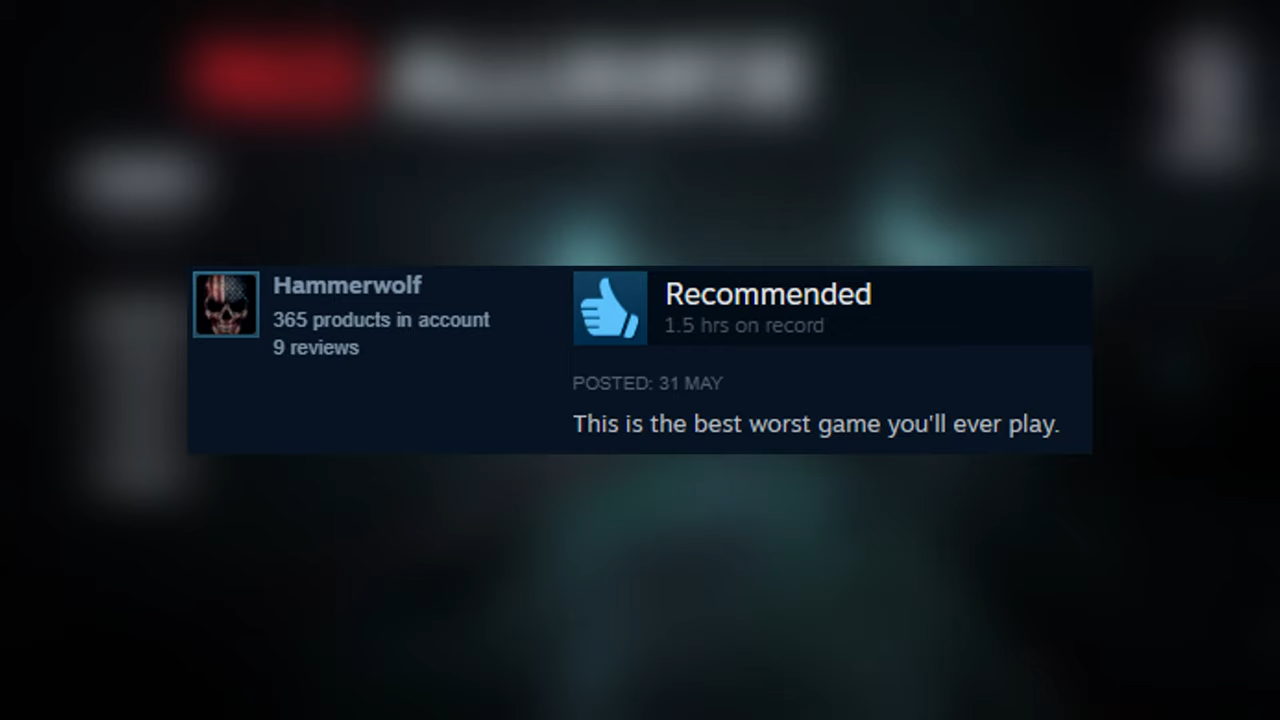 Hammerwolf
365 products in account
9 reviews
Recommended
1.5 hrs on record
POSTED: 31 MAY
This is the best worst game you'll ever play.